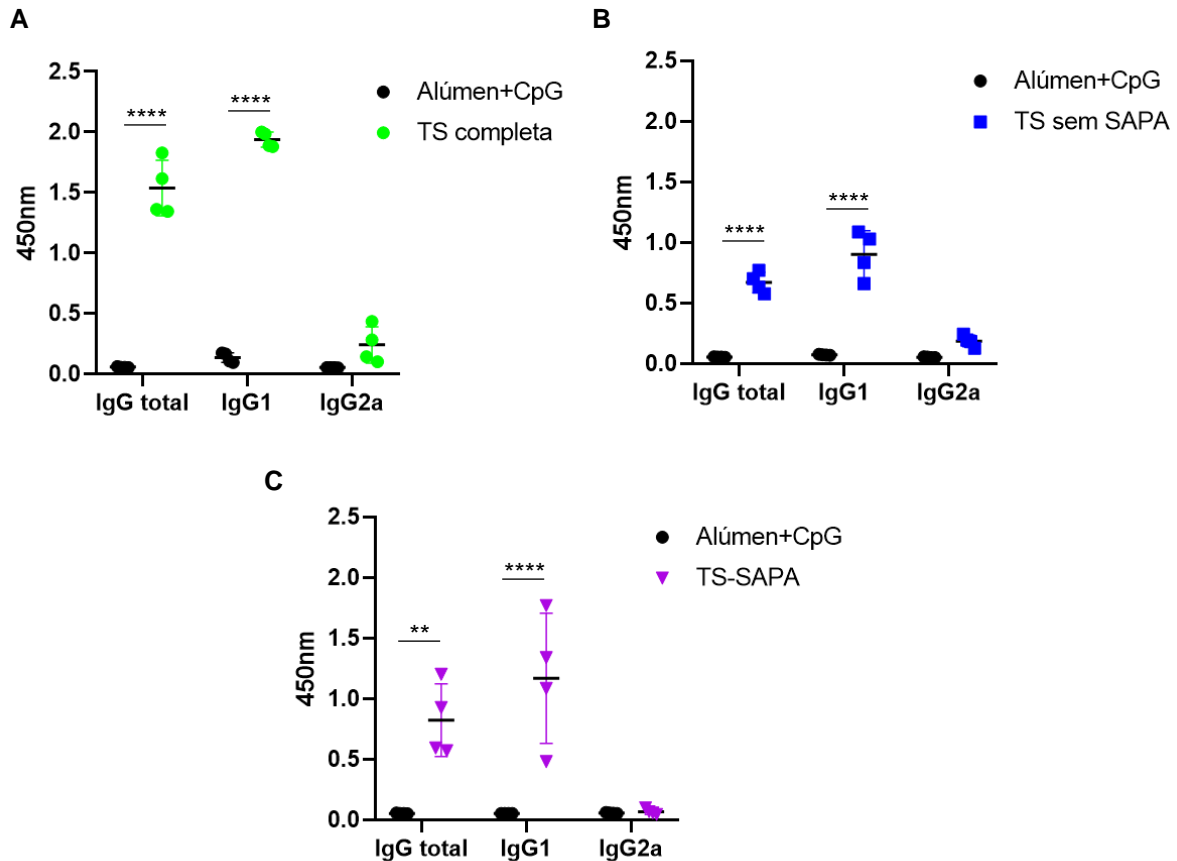 A
450nm
2.5
2.0
1.5
1.0
0.5
0.0
**** ****
IgG total IgG1 IgG2a
Alúmen+CpG
TS completa
B
450nm
2.5
2.0
1.5
1.0
0.5
0.0
**** ****
IgG total IgG1 IgG2a
Alúmen+CpG
TS sem SAPA
C
450nm
2.5
2.0
1.5
1.0
0.5
0.0
** ****
IgG total IgG1 IgG2a
Alúmen+CpG
TS-SAPA